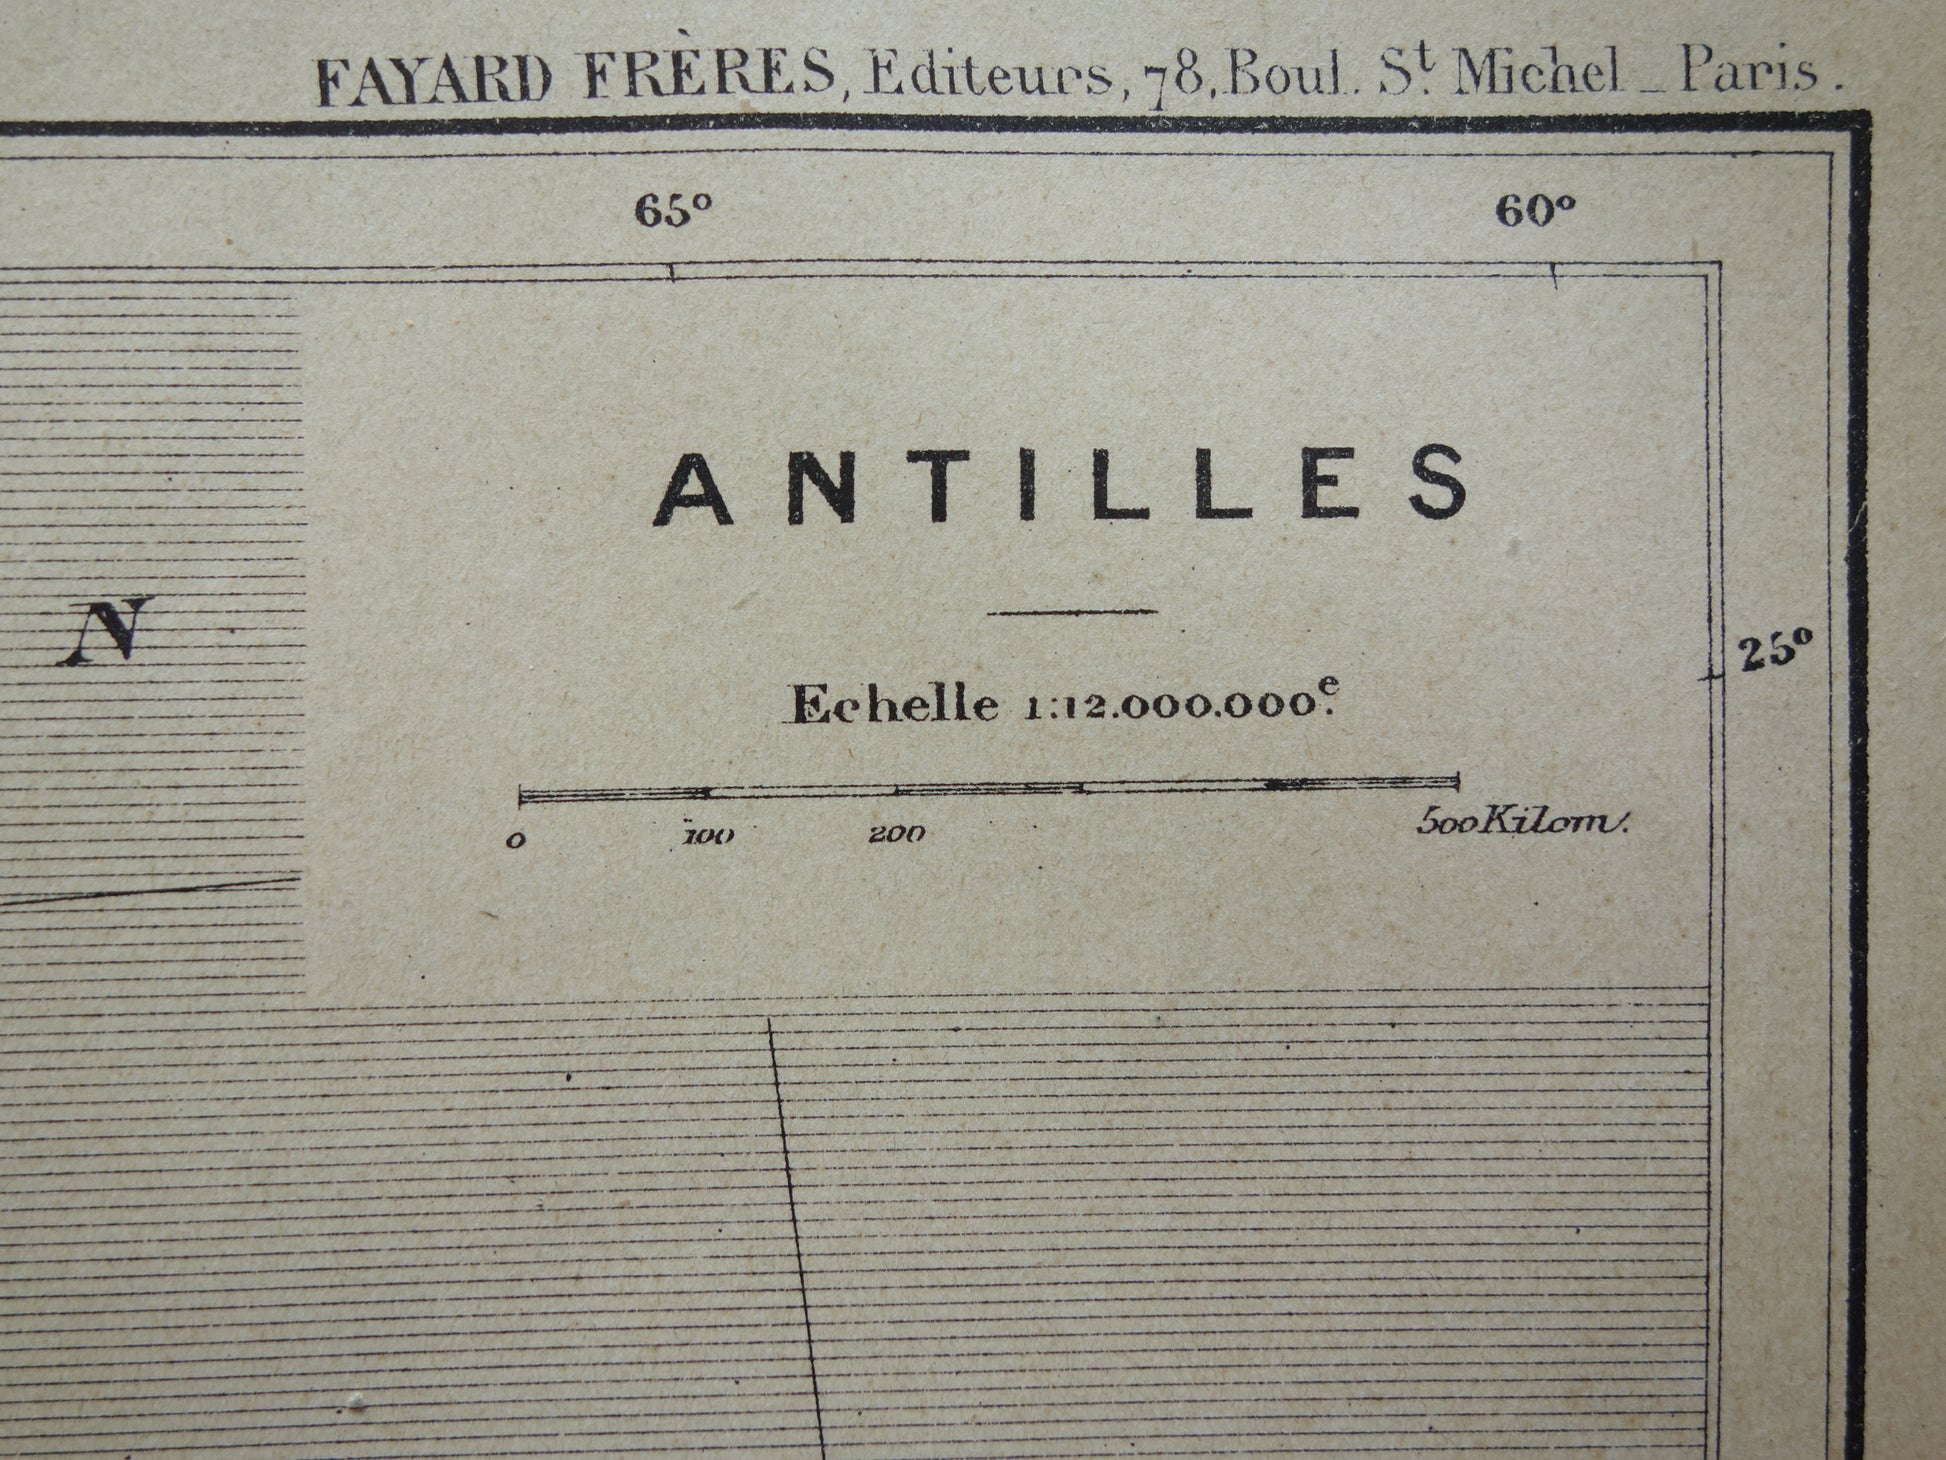 FAYARD FRÈRES, Editeurs, 78, Boul. St. Michel _ Paris.
65° 60°
ANTILLES
N
25°
Echelle 1:12.000.000e.
0 100 200 500 Kilom.